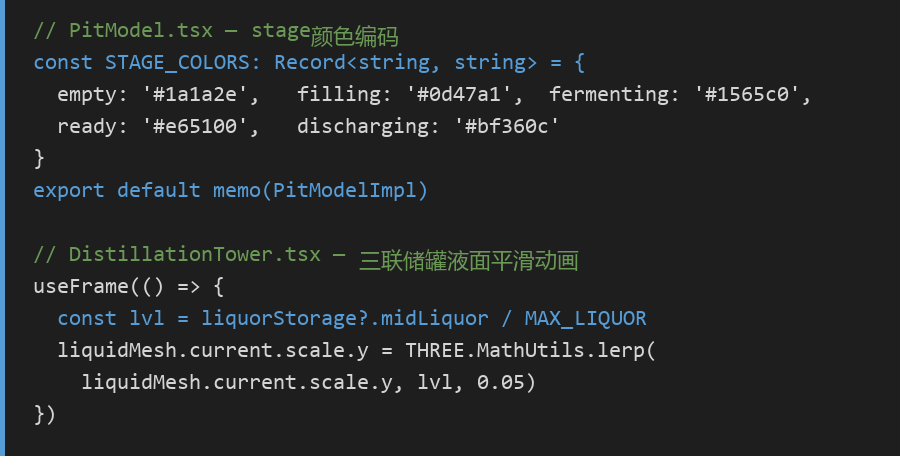 // PitModel.tsx — stage颜色编码
const STAGE_COLORS: Record<string, string> = {
  empty: '#1a1a2e',   filling: '#0d47a1',  fermenting: '#1565c0',
  ready: '#e65100',   discharging: '#bf360c'
}
export default memo(PitModelImpl)

// DistillationTower.tsx — 三联储罐液面平滑动画
useFrame(() => {
  const lvl = liquorStorage?.midLiquor / MAX_LIQUOR
  liquidMesh.current.scale.y = THREE.MathUtils.lerp(
    liquidMesh.current.scale.y, lvl, 0.05)
})